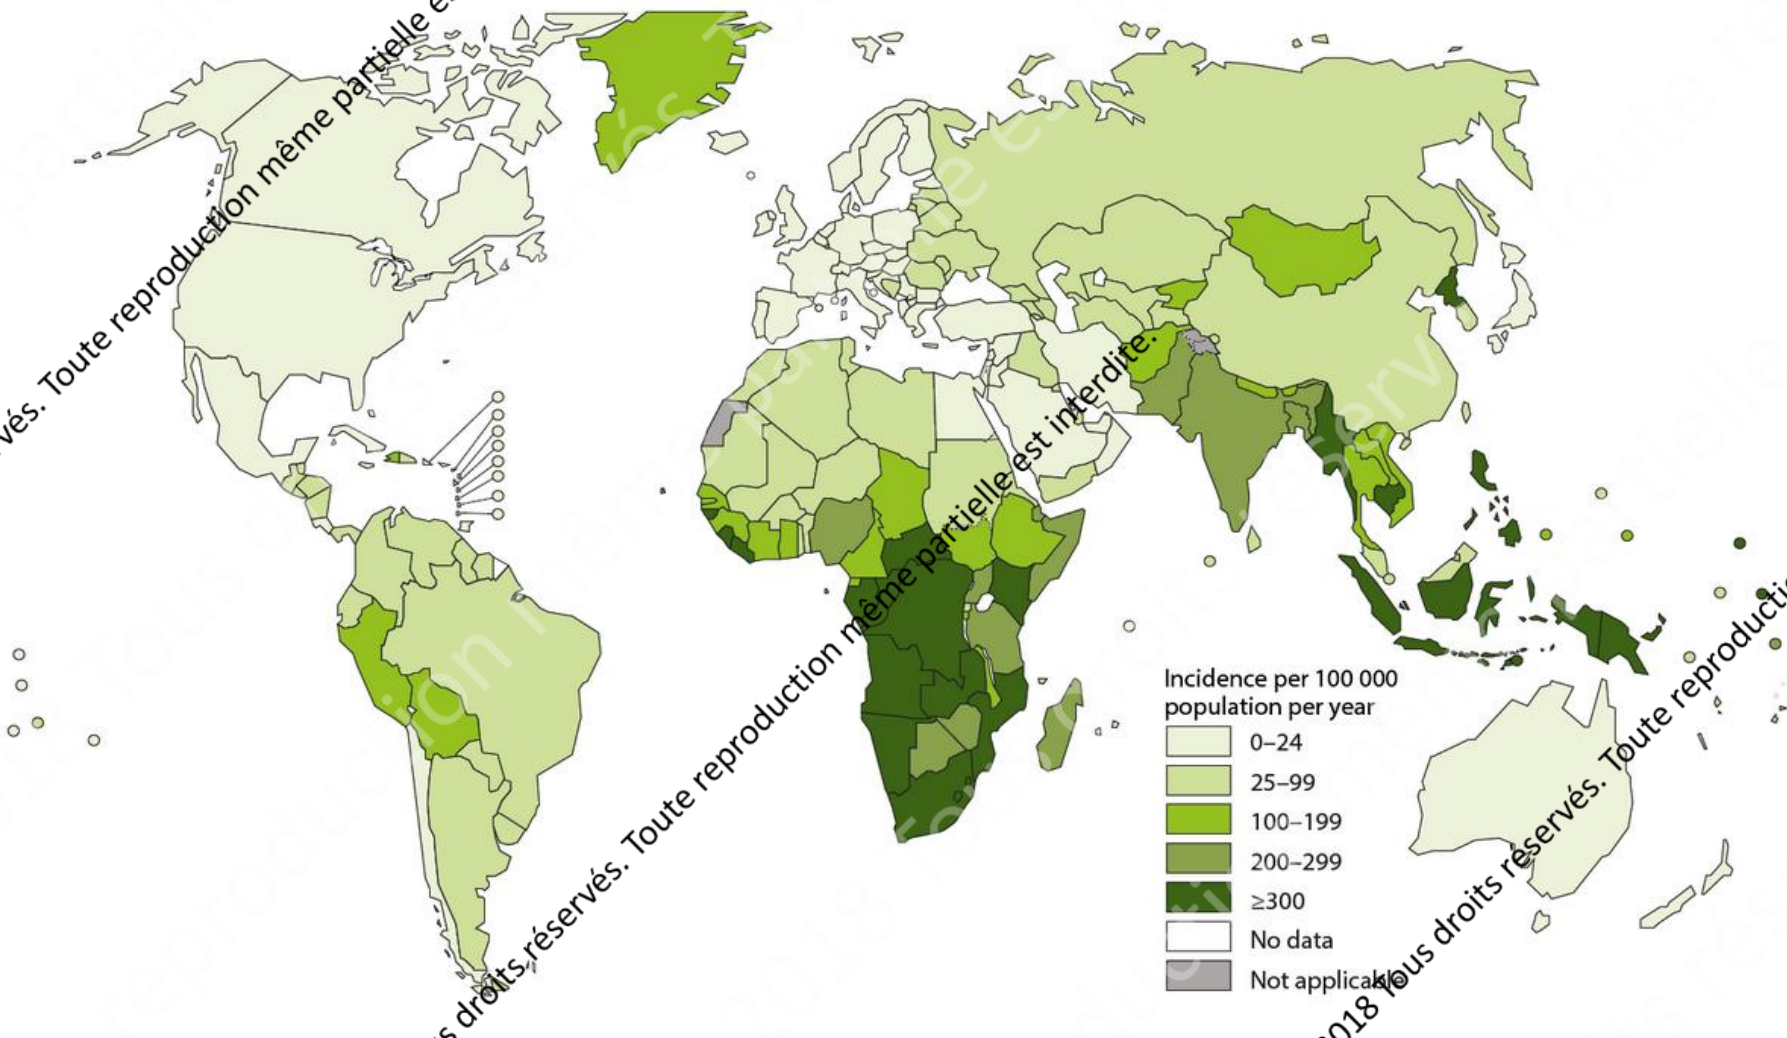 vés. Toute reproduction même partielle e
s droits réservés. Toute reproduction même partielle est interdite.
2018 Tous droits réservés. Toute reproducti
Incidence per 100 000
population per year
0–24
25–99
100–199
200–299
≥300
No data
Not applicable